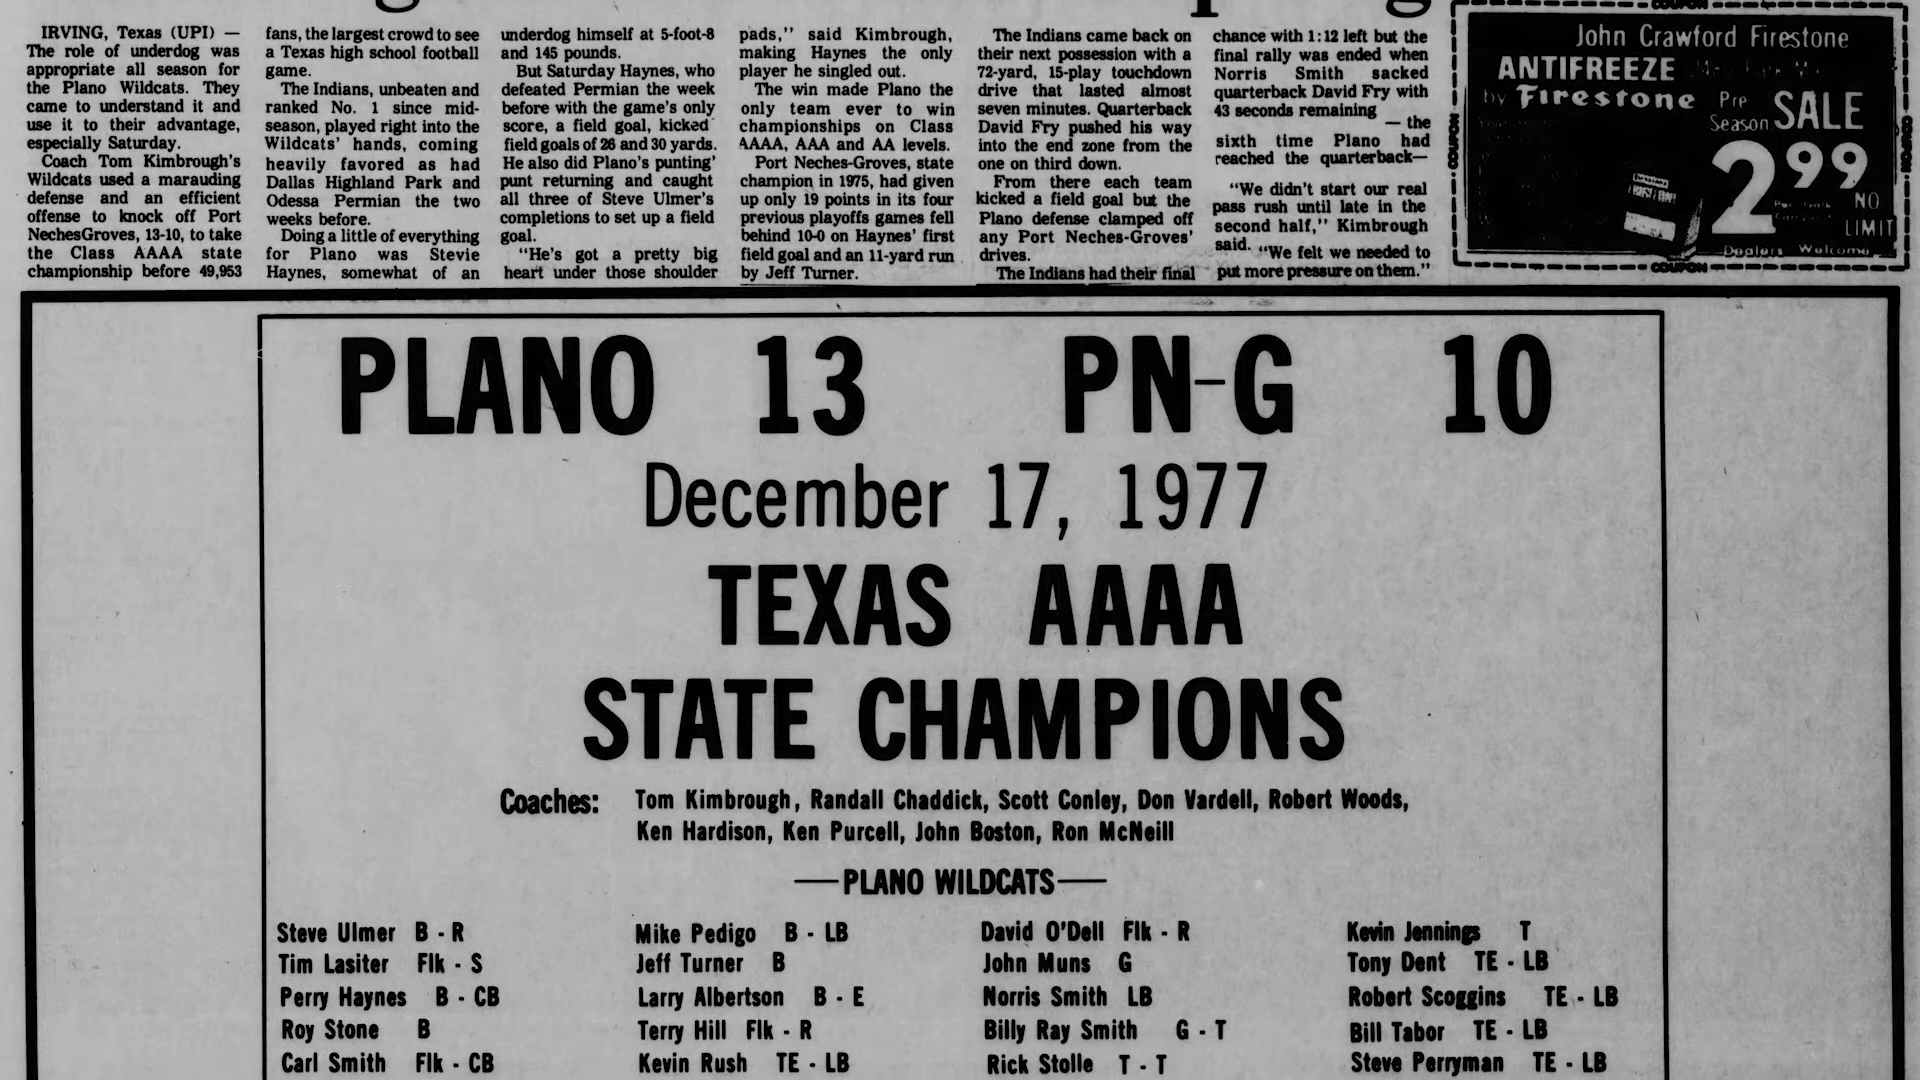 IRVING, Texas (UPI) —
The role of underdog was
appropriate all season for
the Plano Wildcats. They
came to understand it and
use it to their advantage,
especially Saturday.
Coach Tom Kimbrough's
Wildcats used a marauding
defense and an efficient
offense to knock off Port
NechesGroves, 13-10, to take
the Class AAAA state
championship before 49,953
fans, the largest crowd to see
a Texas high school football
game.
The Indians, unbeaten and
ranked No. 1 since mid-
season, played right into the
Wildcats' hands, coming
heavily favored as had
Dallas Highland Park and
Odessa Permian the two
weeks before.
Doing a little of everything
for Plano was Stevie
Haynes, somewhat of an
underdog himself at 5-foot-8
and 145 pounds.
But Saturday Haynes, who
defeated Permian the week
before with the game's only
score, a field goal, kicked
field goals of 26 and 30 yards.
He also did Plano's punting'
punt returning and caught
all three of Steve Ulmer's
completions to set up a field
goal.
"He's got a pretty big
heart under those shoulder
pads," said Kimbrough,
making Haynes the only
player he singled out.
The win made Plano the
only team ever to win
championships on Class
AAAA, AAA and AA levels.
Port Neches-Groves, state
champion in 1975, had given
up only 19 points in its four
previous playoffs games fell
behind 10-0 on Haynes' first
field goal and an 11-yard run
by Jeff Turner.
The Indians came back on
their next possession with a
72-yard, 15-play touchdown
drive that lasted almost
seven minutes. Quarterback
David Fry pushed his way
into the end zone from the
one on third down.
From there each team
kicked a field goal but the
Plano defense clamped off
any Port Neches-Groves'
drives.
The Indians had their final
chance with 1:12 left but the
final rally was ended when
Norris Smith sacked
quarterback David Fry with
43 seconds remaining
— the
sixth time Plano had
reached the quarterback—
"We didn't start our real
pass rush until late in the
second half," Kimbrough
said. "We felt we needed to
put more pressure on them."
COUPON
John Crawford Firestone
ANTIFREEZE
by Firestone Pre
Season SALE
2 99
NO
LIMIT
Dealers Welcome
COUPON
COUPON
COUPON
PLANO 13 PN-G 10
December 17, 1977
TEXAS AAAA
STATE CHAMPIONS
Coaches: Tom Kimbrough, Randall Chaddick, Scott Conley, Don Vardell, Robert Woods,
Ken Hardison, Ken Purcell, John Boston, Ron McNeill
—PLANO WILDCATS—
Steve Ulmer B - R
Tim Lasiter Flk - S
Perry Haynes B - CB
Roy Stone B
Carl Smith Flk - CB
Mike Pedigo B - LB
Jeff Turner B
Larry Albertson B - E
Terry Hill Flk - R
Kevin Rush TE - LB
David O'Dell Flk - R
John Muns G
Norris Smith LB
Billy Ray Smith G - T
Rick Stolle T - T
Kevin Jennings T
Tony Dent TE - LB
Robert Scoggins TE - LB
Bill Tabor TE - LB
Steve Perryman TE - LB